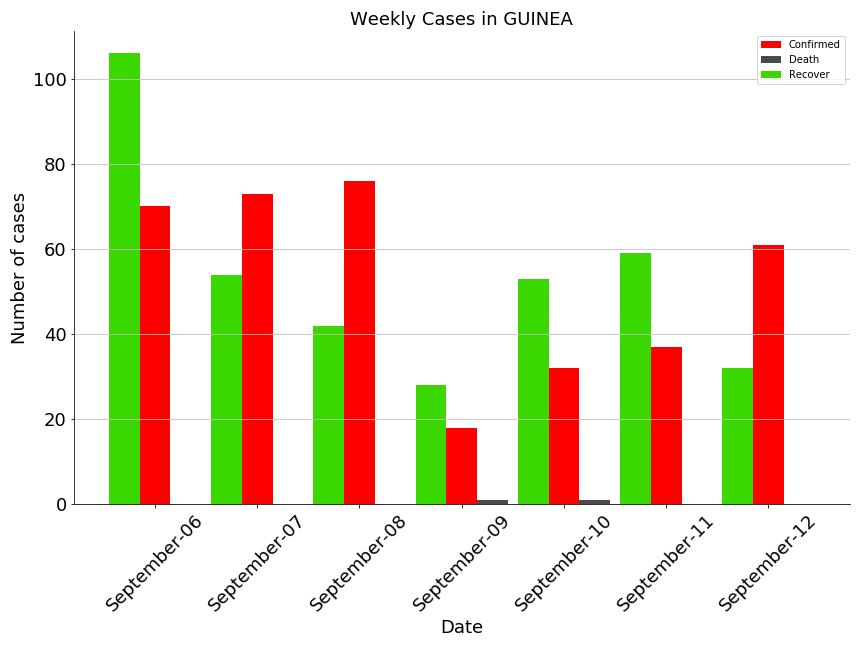 Weekly Cases in GUINEA
Confirmed
Death
Recover
Number of cases
100
80
60
40
20
0
September-06
September-07
September-08
September-09
September-10
September-11
September-12
Date